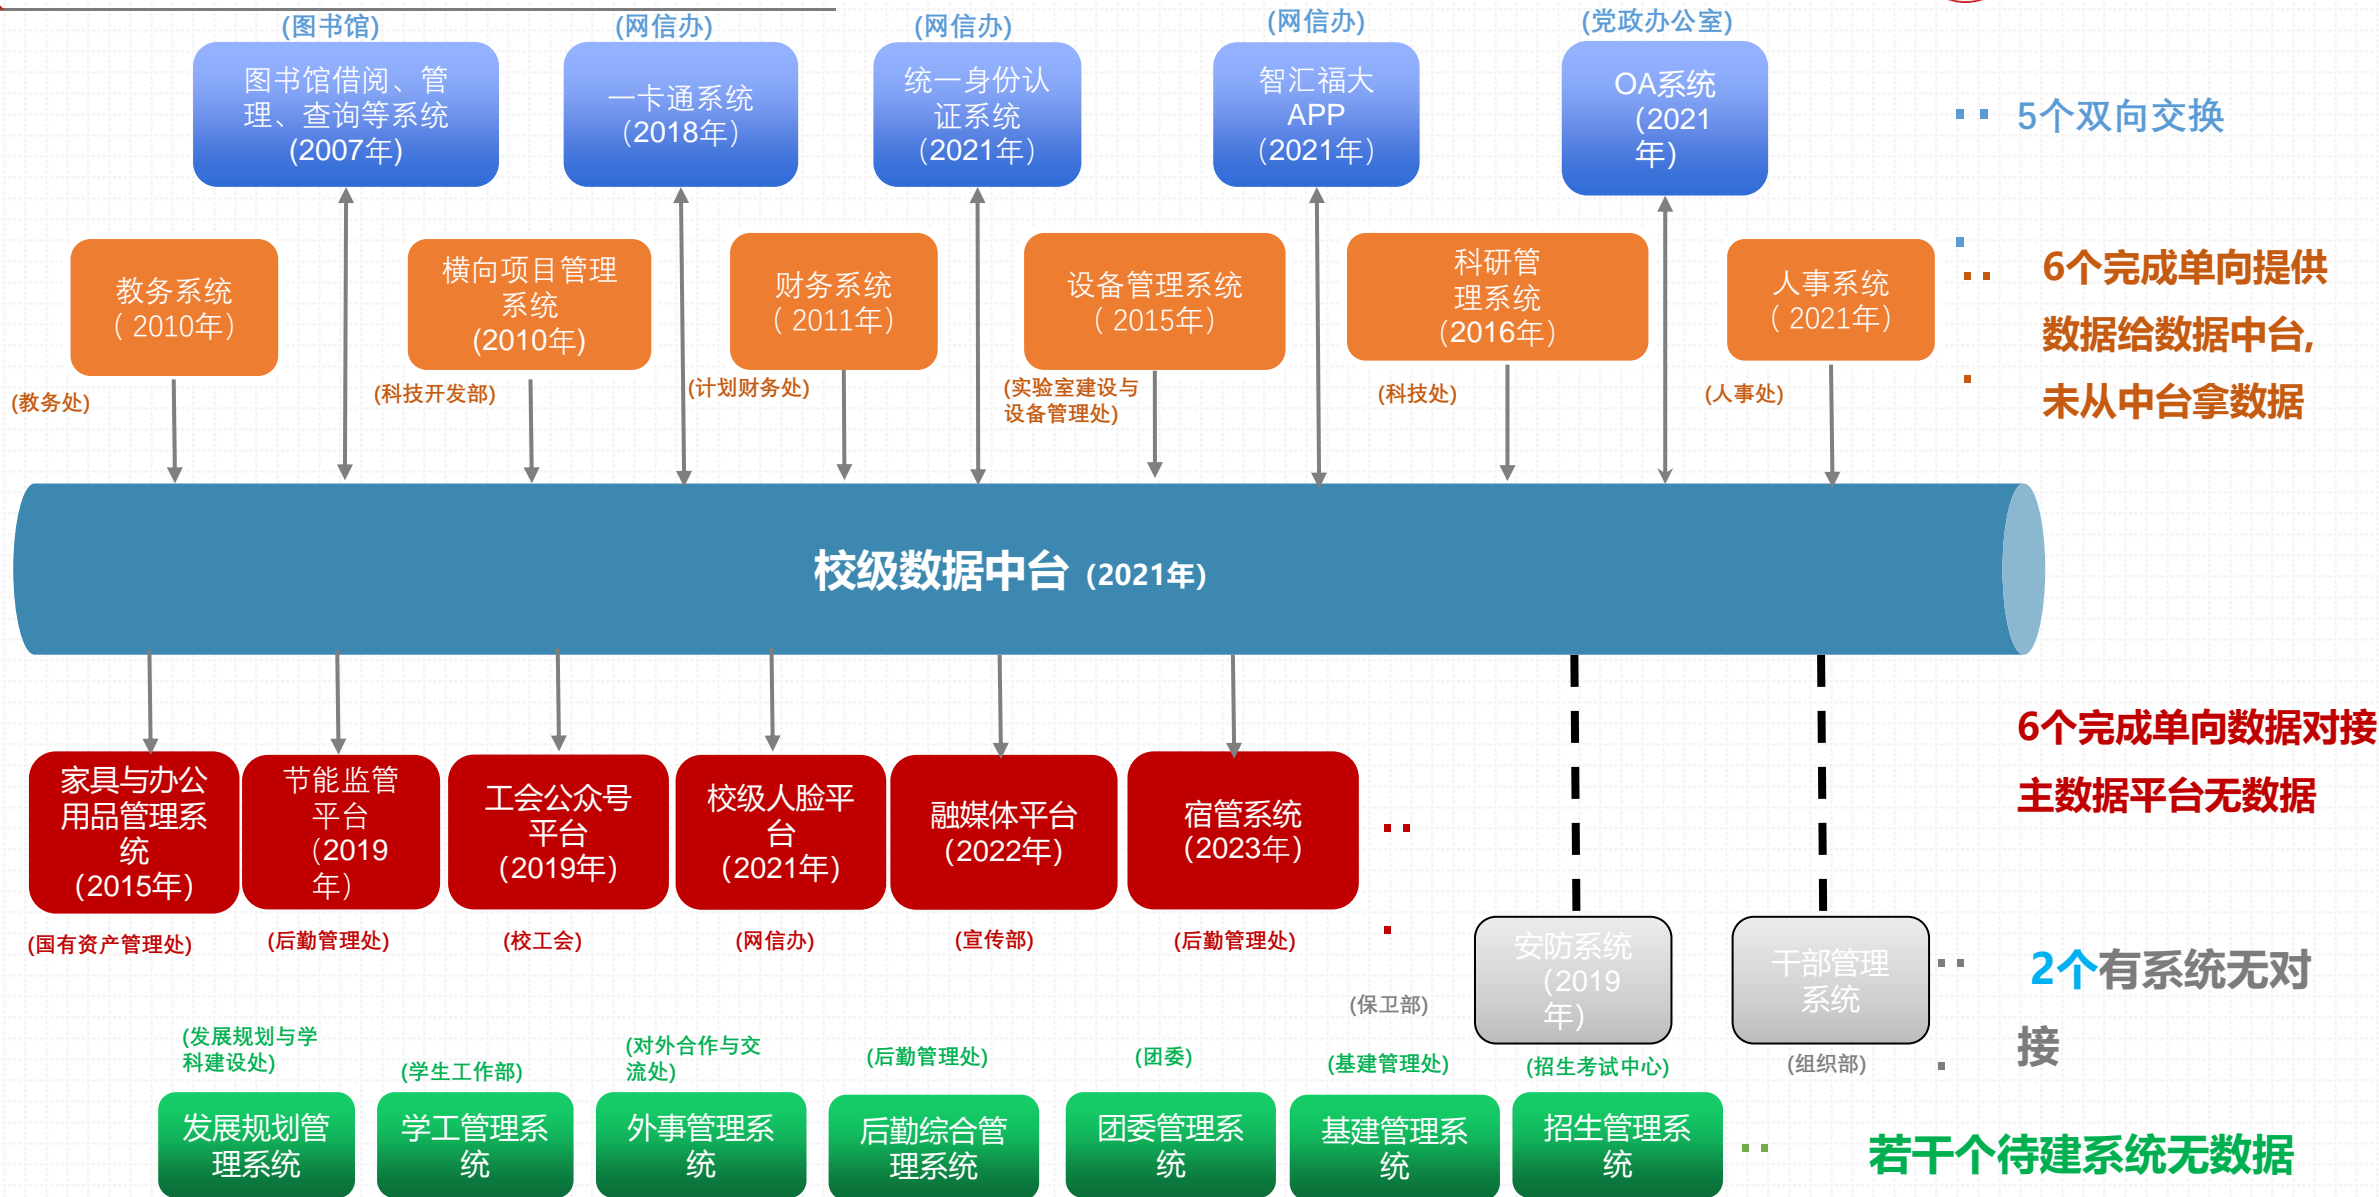 (图书馆)
(网信办)
(网信办)
(网信办)
(党政办公室)
图书馆借阅、管
理、查询等系统
(2007年)
一卡通系统
（2018年）
统一身份认
证系统
（2021年）
智汇福大
APP
（2021年）
OA系统
（2021
年）
5个双向交换
教务系统
（ 2010年）
横向项目管理
系统
(2010年)
财务系统
（ 2011年）
设备管理系统
（ 2015年）
科研管
理系统
（2016年）
人事系统
（ 2021年）
6个完成单向提供
数据给数据中台,
未从中台拿数据
(教务处)
(科技开发部)
(计划财务处)
(实验室建设与
设备管理处)
(科技处)
(人事处)
校级数据中台（2021年）
家具与办公
用品管理系
统
（2015年）
节能监管
平台
（2019
年）
工会公众号
平台
（2019年）
校级人脸平
台
（2021年）
融媒体平台
（2022年）
宿管系统
（2023年）
6个完成单向数据对接
主数据平台无数据
(国有资产管理处)
(后勤管理处)
(校工会)
(网信办)
(宣传部)
(后勤管理处)
(保卫部)
安防系统
（2019
年）
干部管理
系统
2个有系统无对
接
(发展规划与学
科建设处)
(学生工作部)
(对外合作与交
流处)
(后勤管理处)
(团委)
(基建管理处)
(招生考试中心)
(组织部)
发展规划管
理系统
学工管理系
统
外事管理系
统
后勤综合管
理系统
团委管理系
统
基建管理系
统
招生管理系
统
若干个待建系统无数据